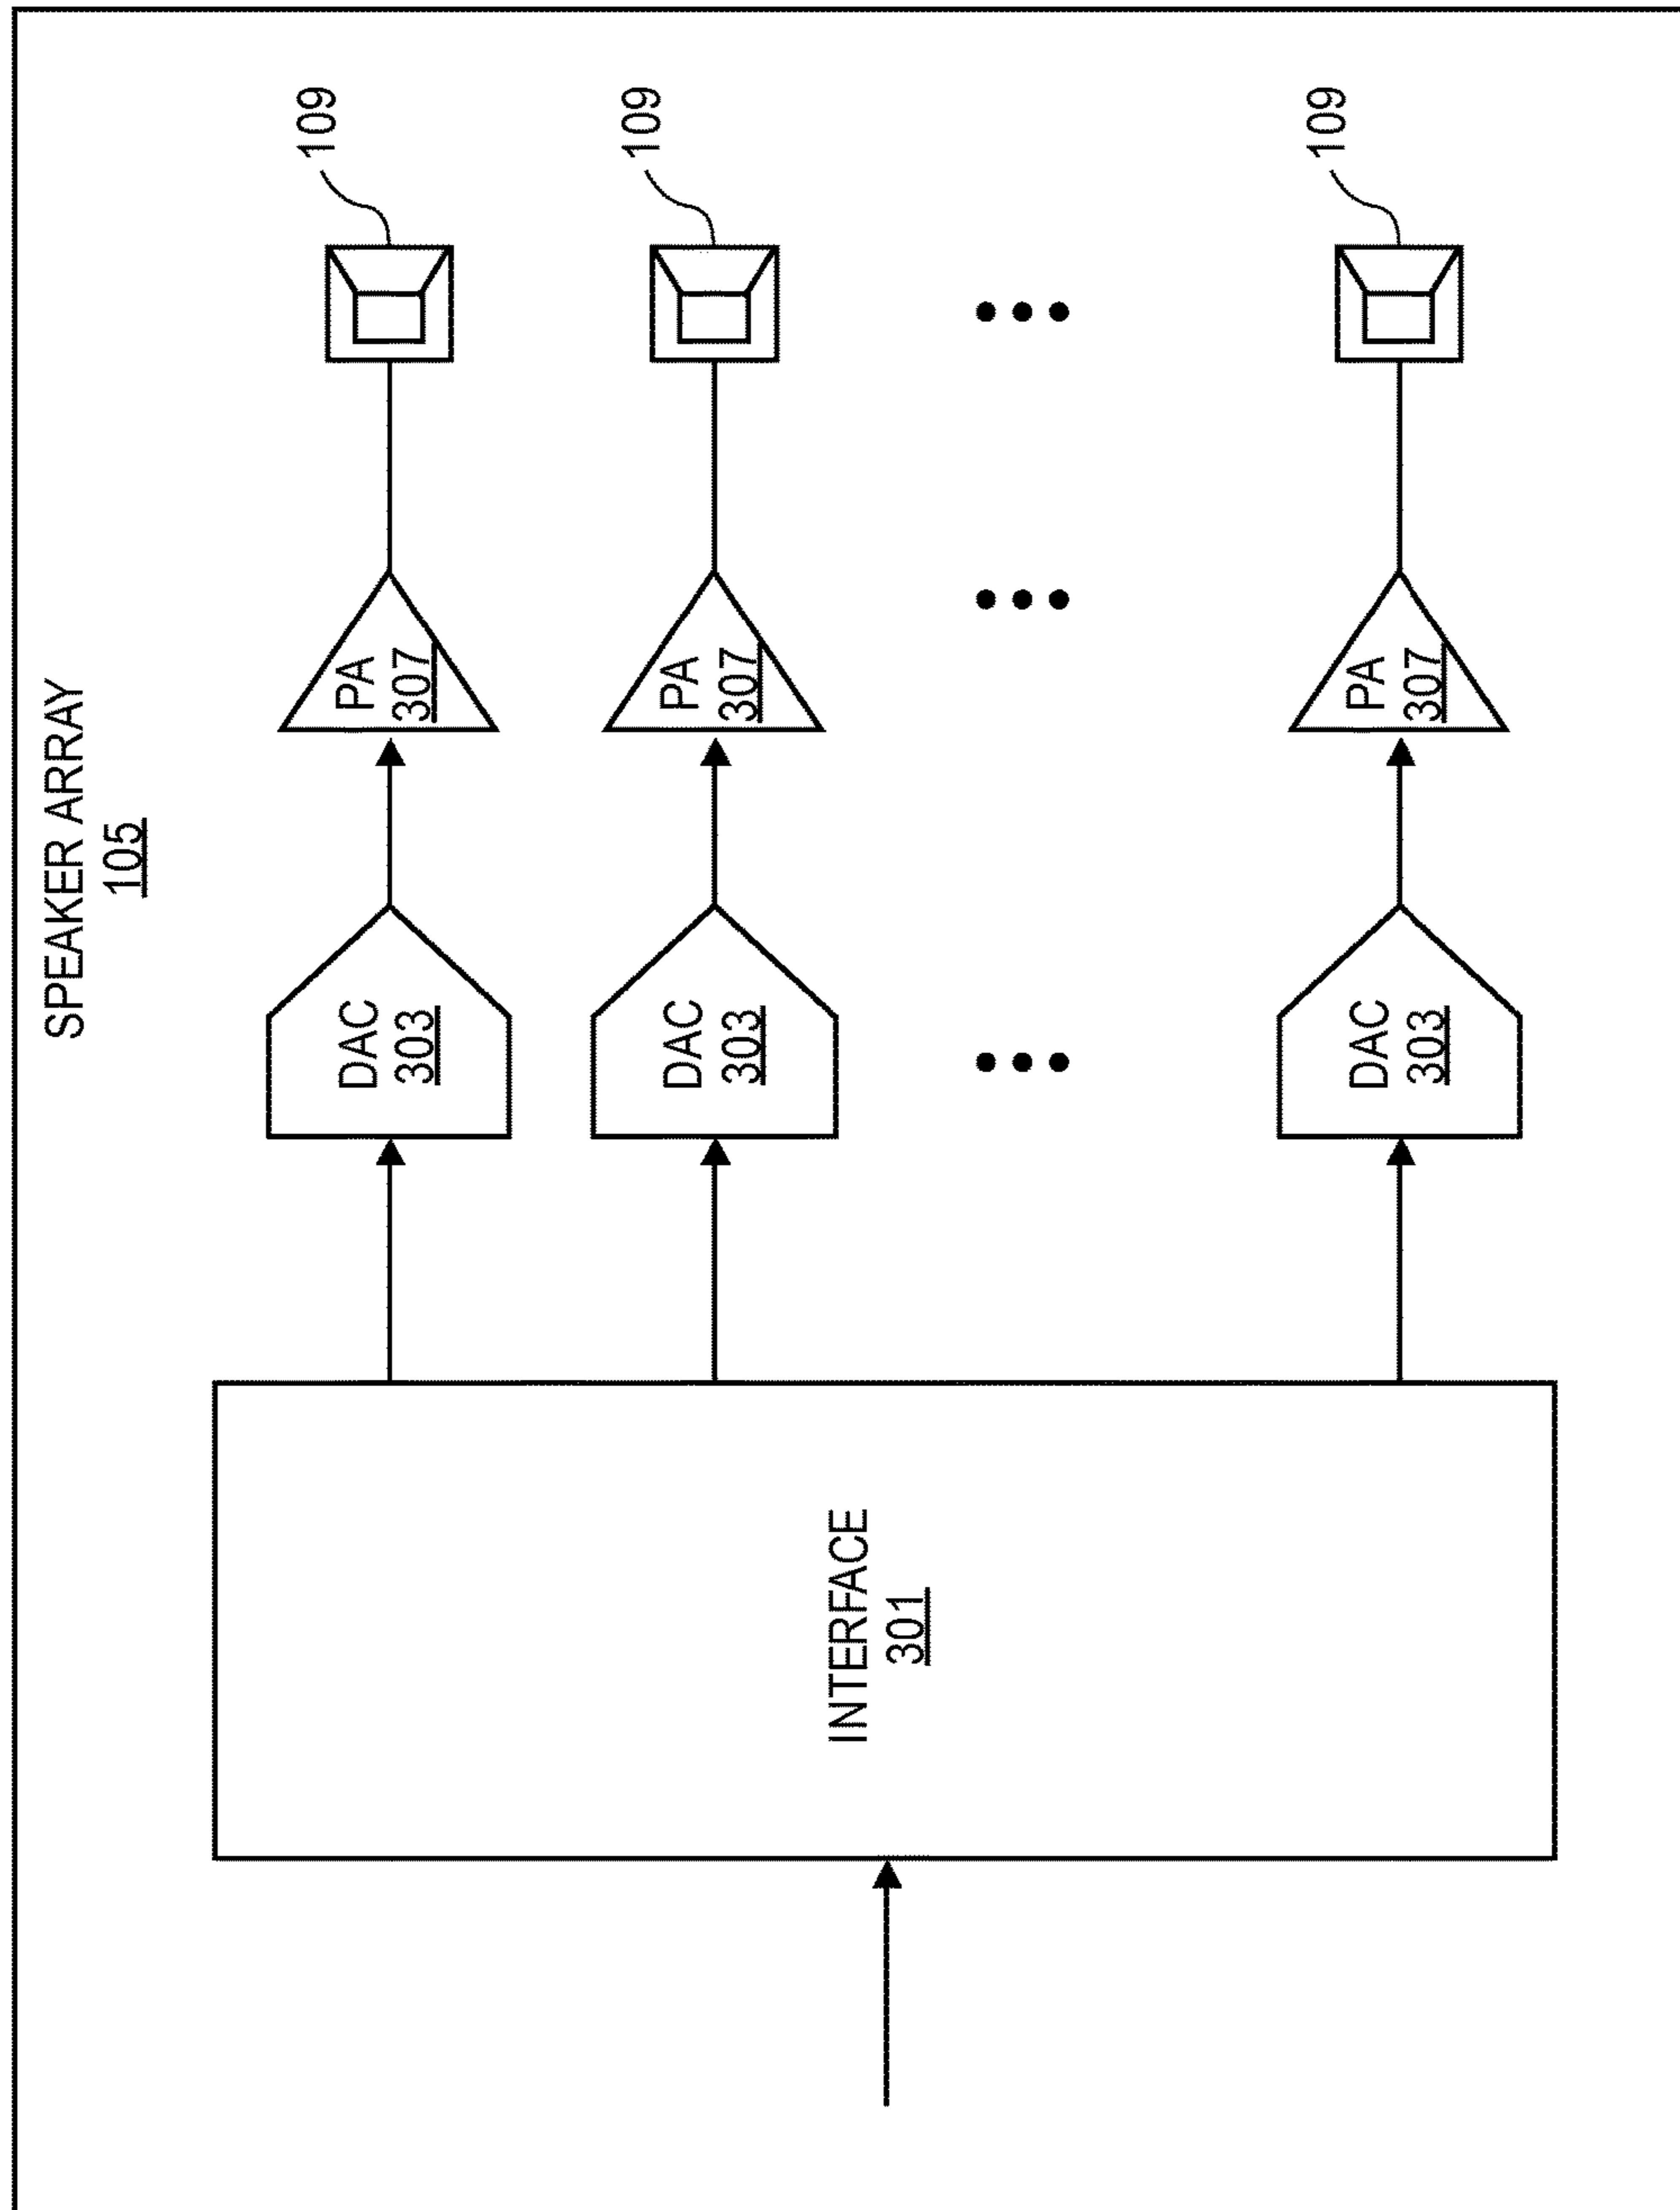 SPEAKER ARRAY
105
INTERFACE
301
DAC
303
PA
307
109
DAC
303
PA
307
109
DAC
303
PA
307
109